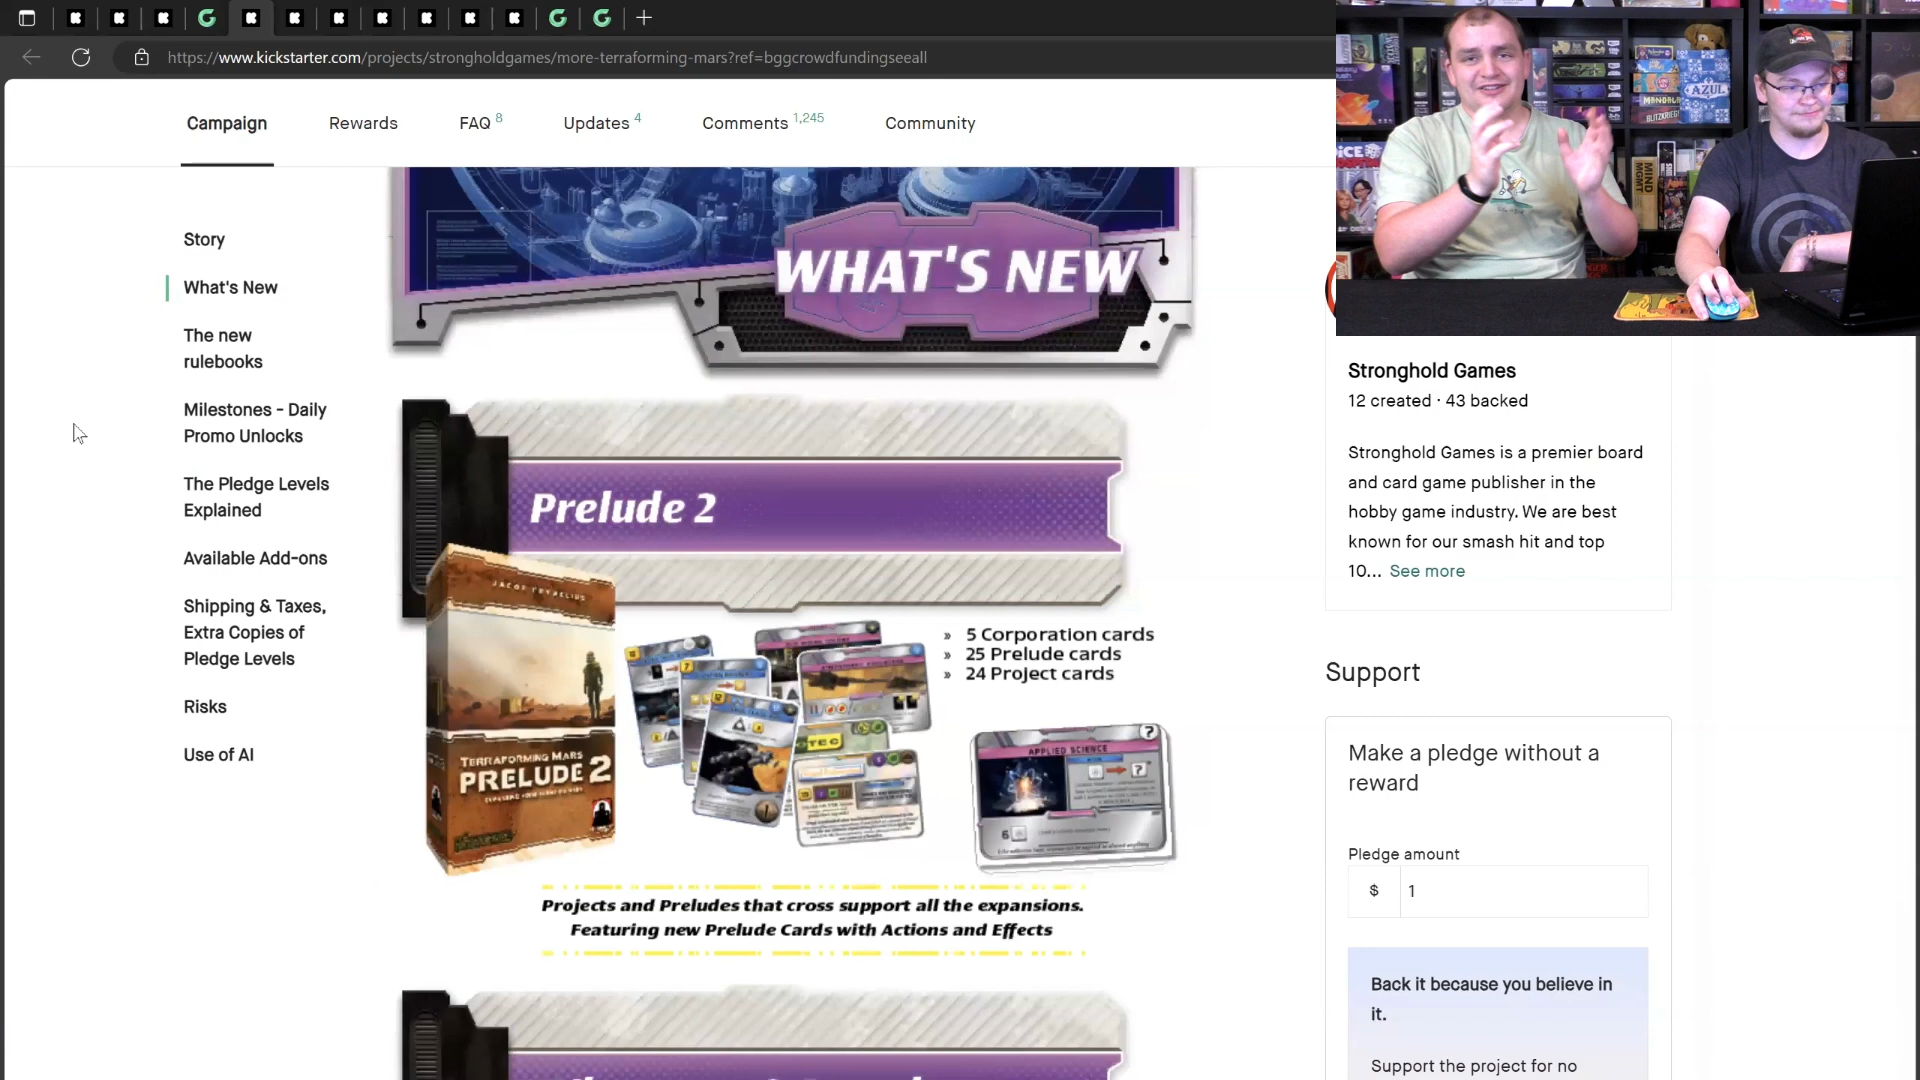 https://www.kickstarter.com/projects/strongholdgames/more-terraforming-mars?ref=bggcrowdfundingseeall
Campaign
Rewards
FAQ 8
Updates 4
Comments 1,245
Community
Story
What's New
The new
rulebooks
Milestones - Daily
Promo Unlocks
The Pledge Levels
Explained
Available Add-ons
Shipping & Taxes,
Extra Copies of
Pledge Levels
Risks
Use of AI
WHAT'S NEW
Prelude 2
JACOB FRYXELIUS
TERRAFORMING MARS
PRELUDE 2
» 5 Corporation cards
» 25 Prelude cards
» 24 Project cards
APPLIED SCIENCE
?
?
6
Projects and Preludes that cross support all the expansions.
Featuring new Prelude Cards with Actions and Effects
MANDALA
AZUL
BLITZKRIEG!
DICE
MIND
MGMT
Stronghold Games
12 created · 43 backed
Stronghold Games is a premier board
and card game publisher in the
hobby game industry. We are best
known for our smash hit and top
10... See more
Support
Make a pledge without a
reward
Pledge amount
$ 1
Back it because you believe in
it.
Support the project for no